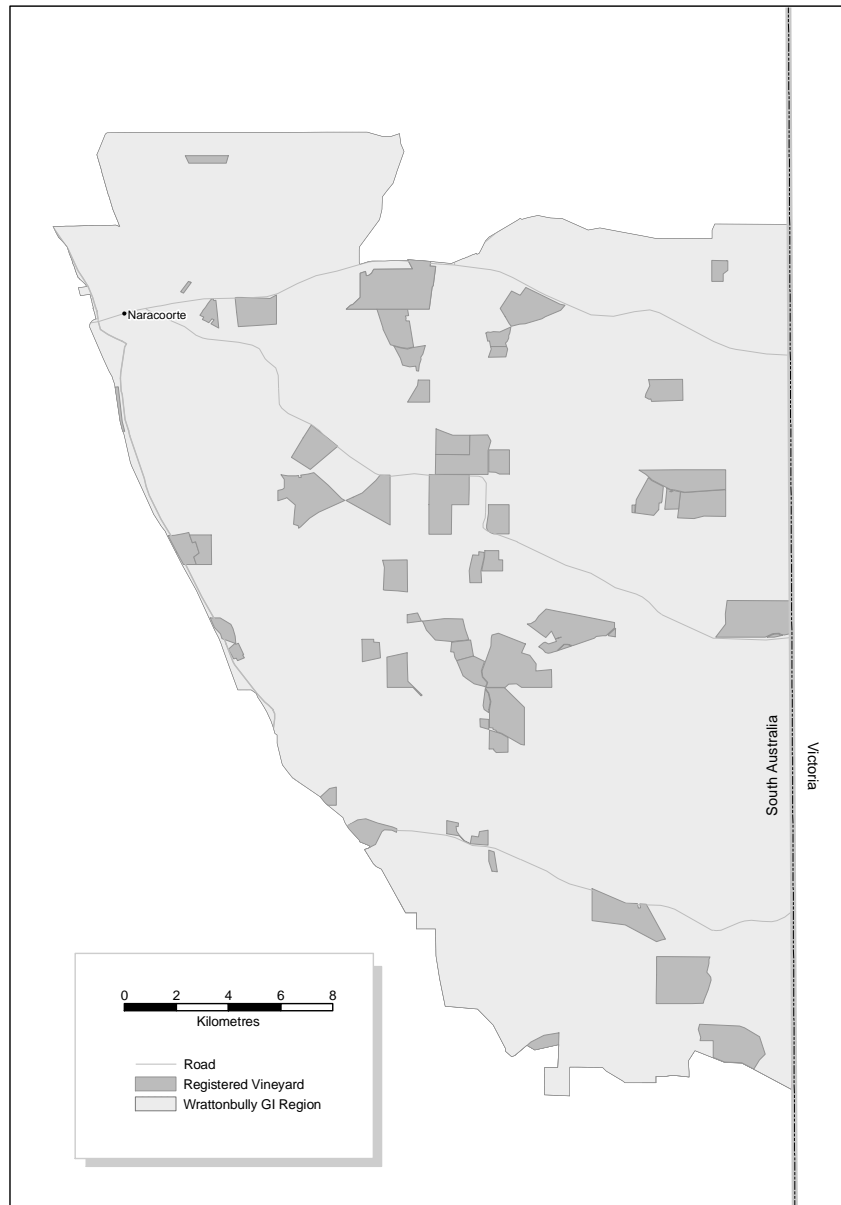 Naracoorte
South Australia
Victoria
0 2 4 6 8
Kilometres
Road
Registered Vineyard
Wrattonbully GI Region